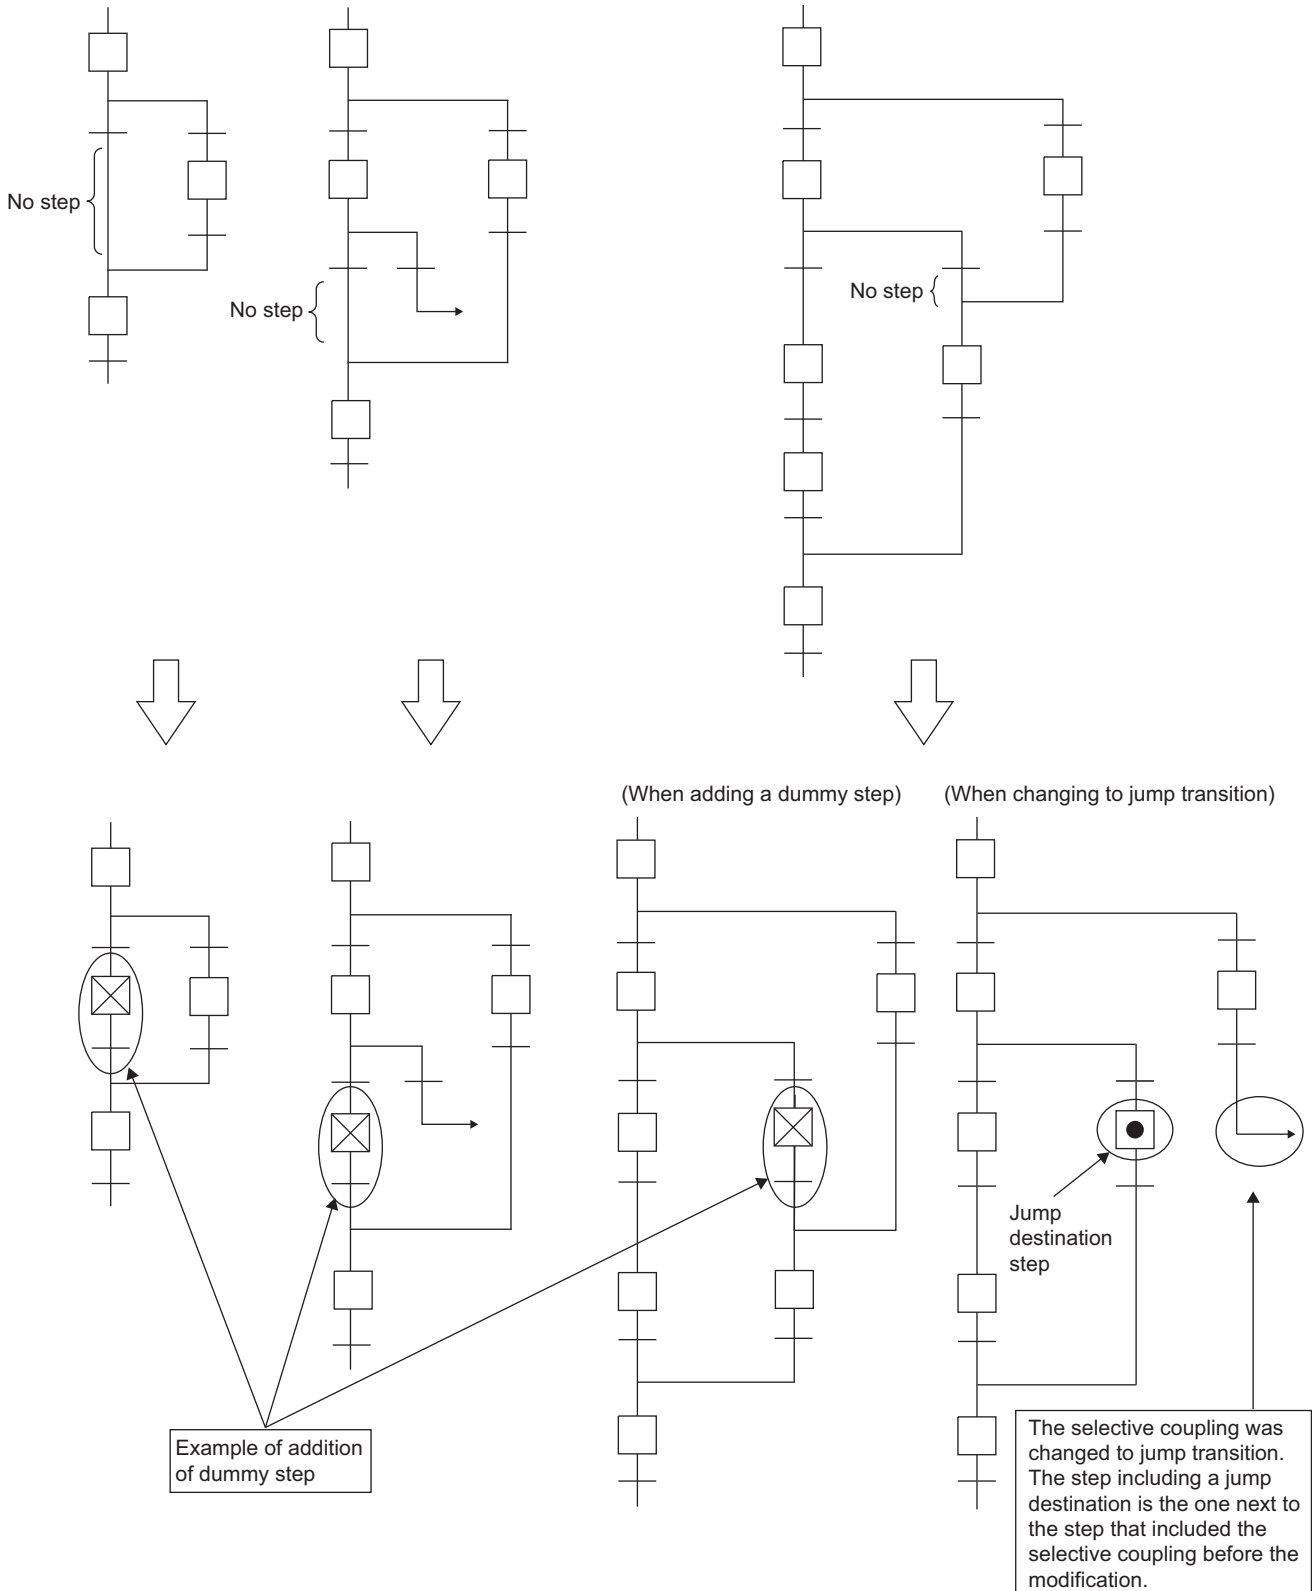 No step
No step
No step
(When adding a dummy step)
(When changing to jump transition)
Jump
destination
step
Example of addition
of dummy step
The selective coupling was
changed to jump transition.
The step including a jump
destination is the one next to
the step that included the
selective coupling before the
modification.